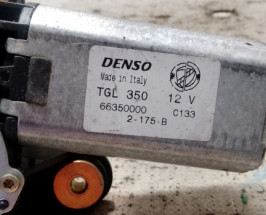 DENSO
Made in Italy
TGL 350 12 V
66350000 C133
2-175-B